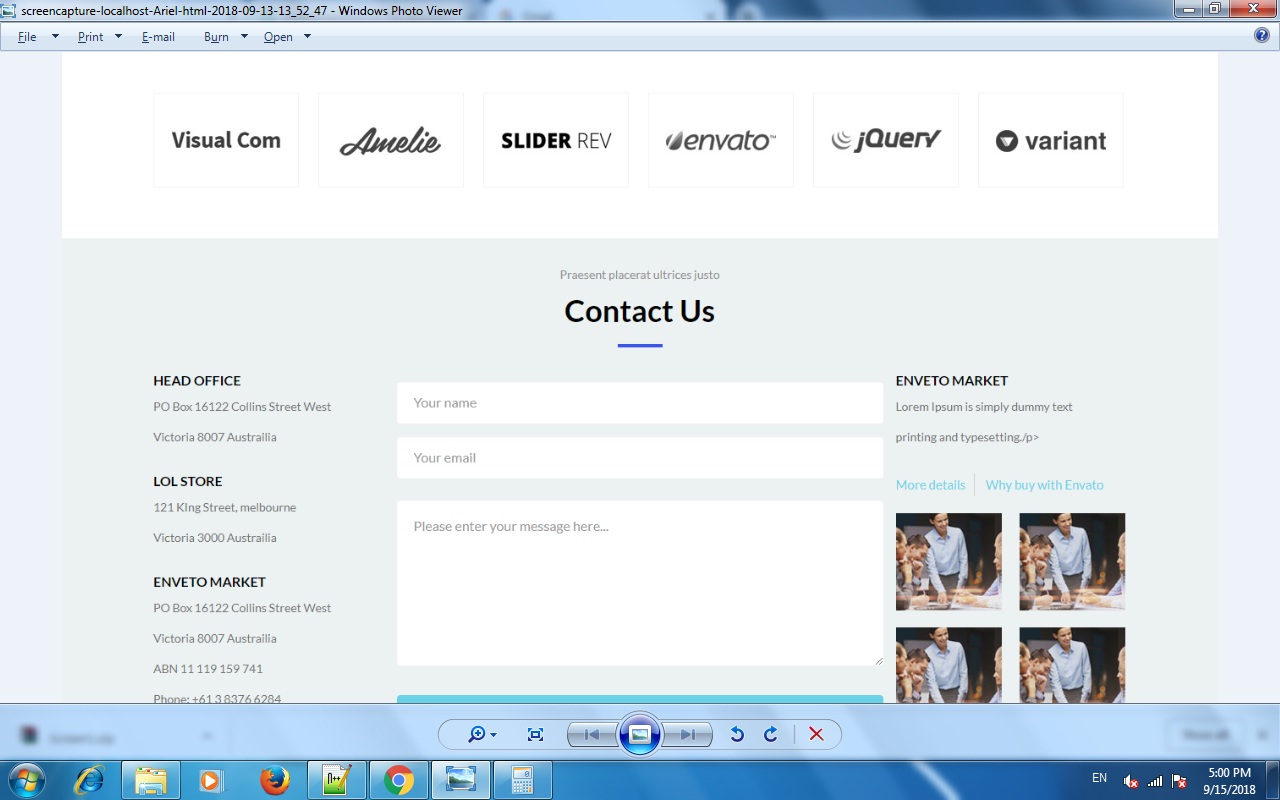 screencapture-localhost-Ariel-html-2018-09-13-13_52_47 - Windows Photo Viewer
File Print E-mail Burn Open
Visual Com
Amelie
SLIDER REV
envato™
jQuery
variant
Praesent placerat ultrices justo
Contact Us
HEAD OFFICE
PO Box 16122 Collins Street West
Victoria 8007 Austrailia
LOL STORE
121 KIng Street, melbourne
Victoria 3000 Austrailia
ENVETO MARKET
PO Box 16122 Collins Street West
Victoria 8007 Austrailia
ABN 11 119 159 741
Phone: +61 3 8376 6284
Your name
Your email
Please enter your message here...
ENVETO MARKET
Lorem Ipsum is simply dummy text
printing and typesetting./p>
More details
Why buy with Envato
EN
5:00 PM
9/15/2018